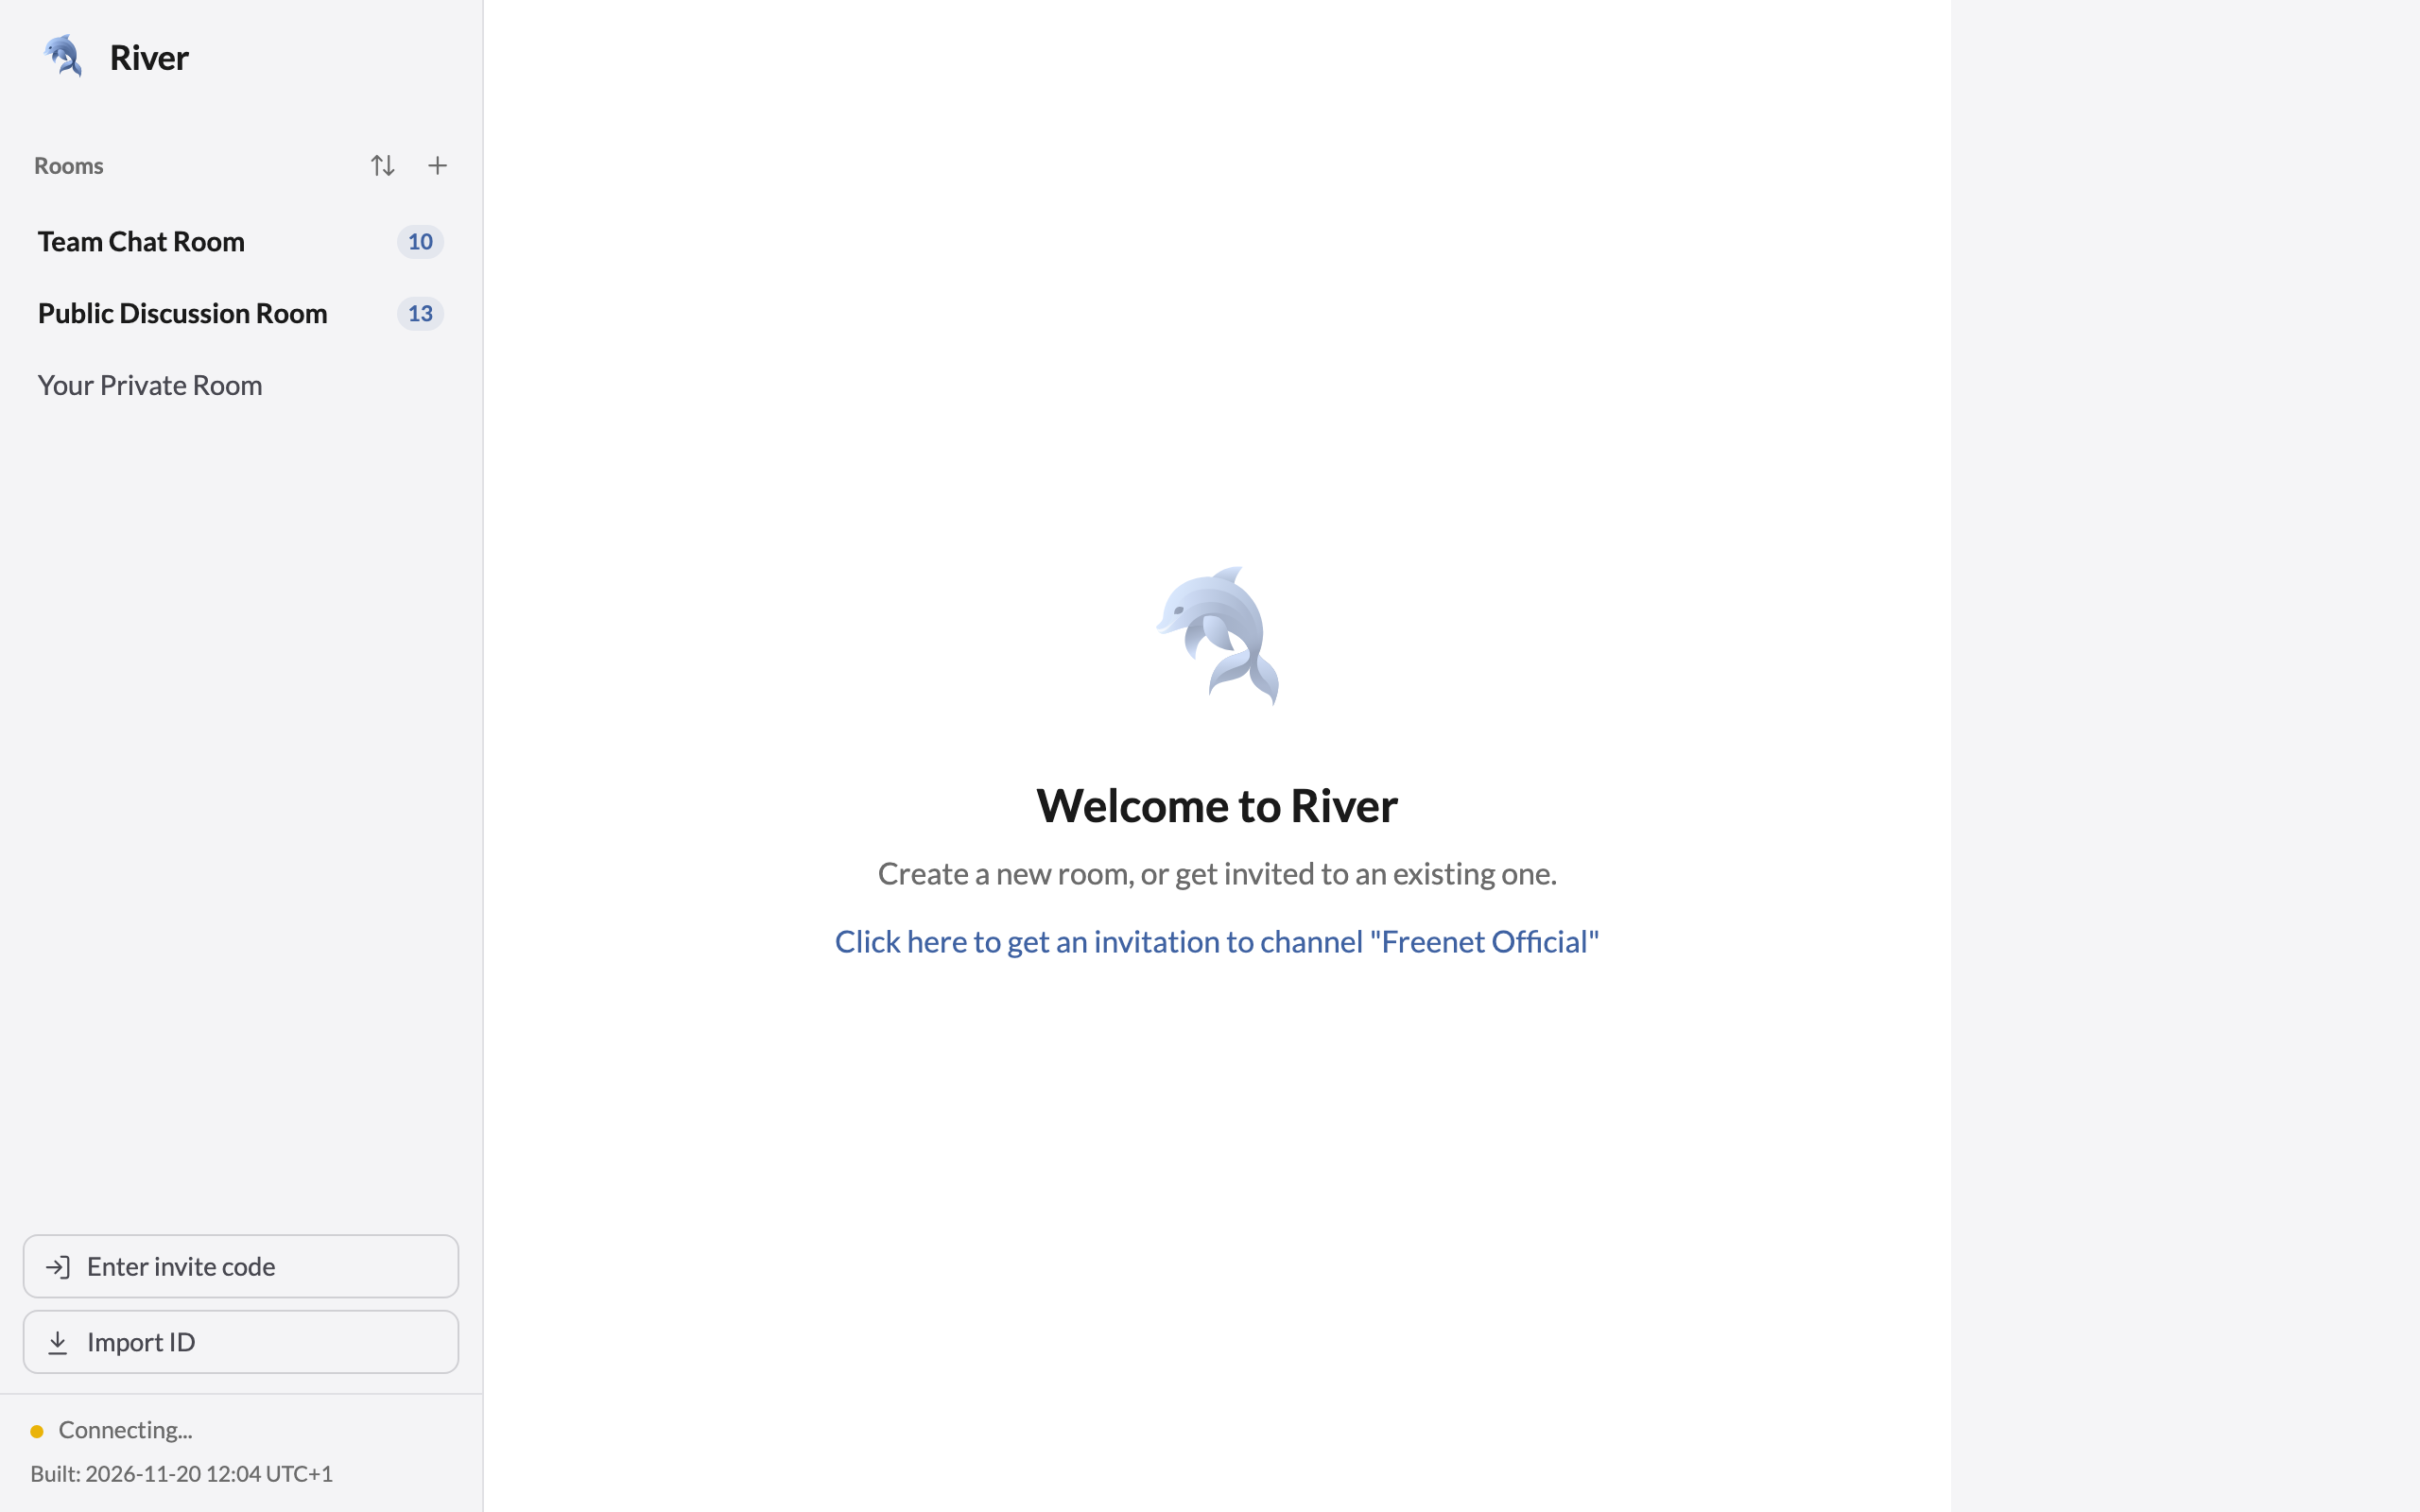 River
Rooms
Team Chat Room 10
Public Discussion Room 13
Your Private Room
Welcome to River
Create a new room, or get invited to an existing one.
Click here to get an invitation to channel "Freenet Official"
Enter invite code
Import ID
Connecting...
Built: 2026-11-20 12:04 UTC+1